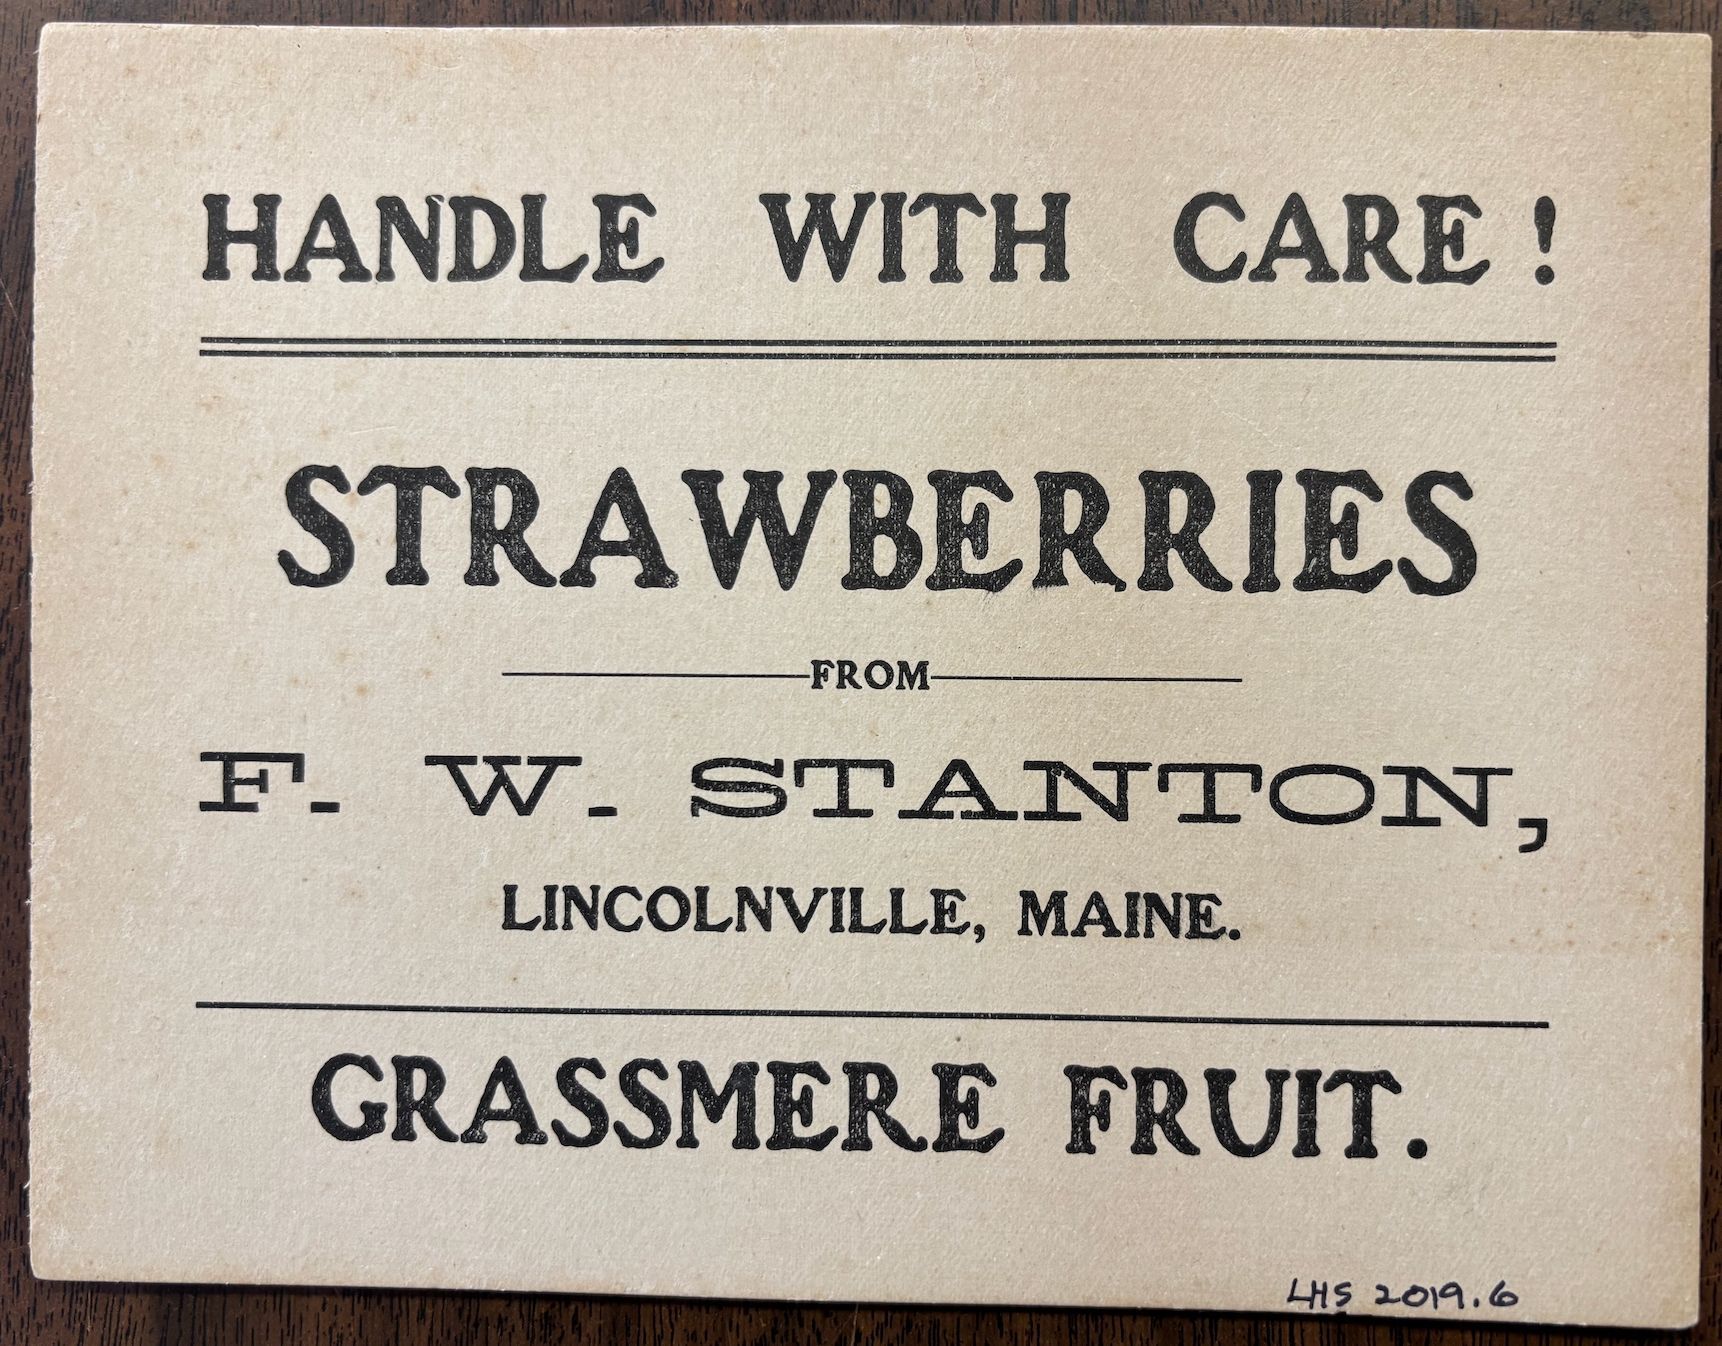 HANDLE WITH CARE!
STRAWBERRIES
FROM
F. W. STANTON,
LINCOLNVILLE, MAINE.
GRASSMERE FRUIT.
LHS 2019.6